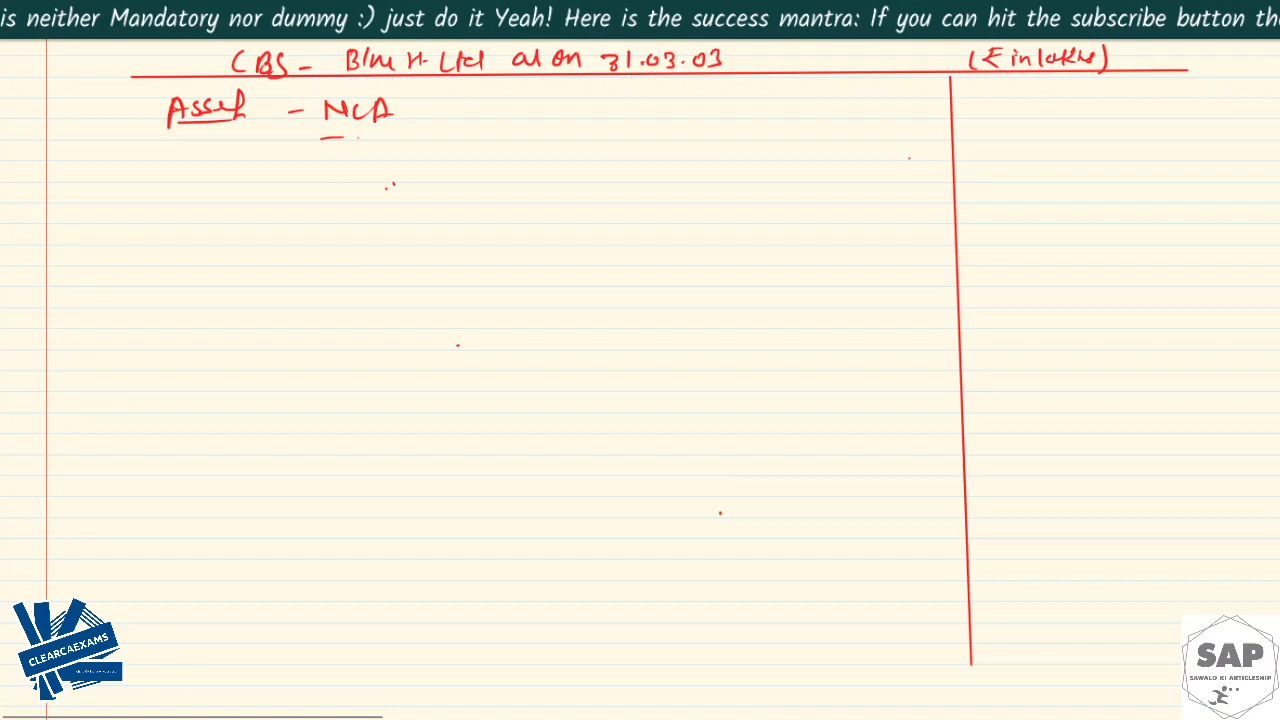 is neither Mandatory nor dummy :) just do it Yeah! Here is the success mantra: If you can hit the subscribe button the
CBS - Blue H. Ltd as on 31.03.03 (₹ in lakhs)
Asset - NCA
CLEARCAEXAMS
SAP
SAWALO KI ARTICLESHIP